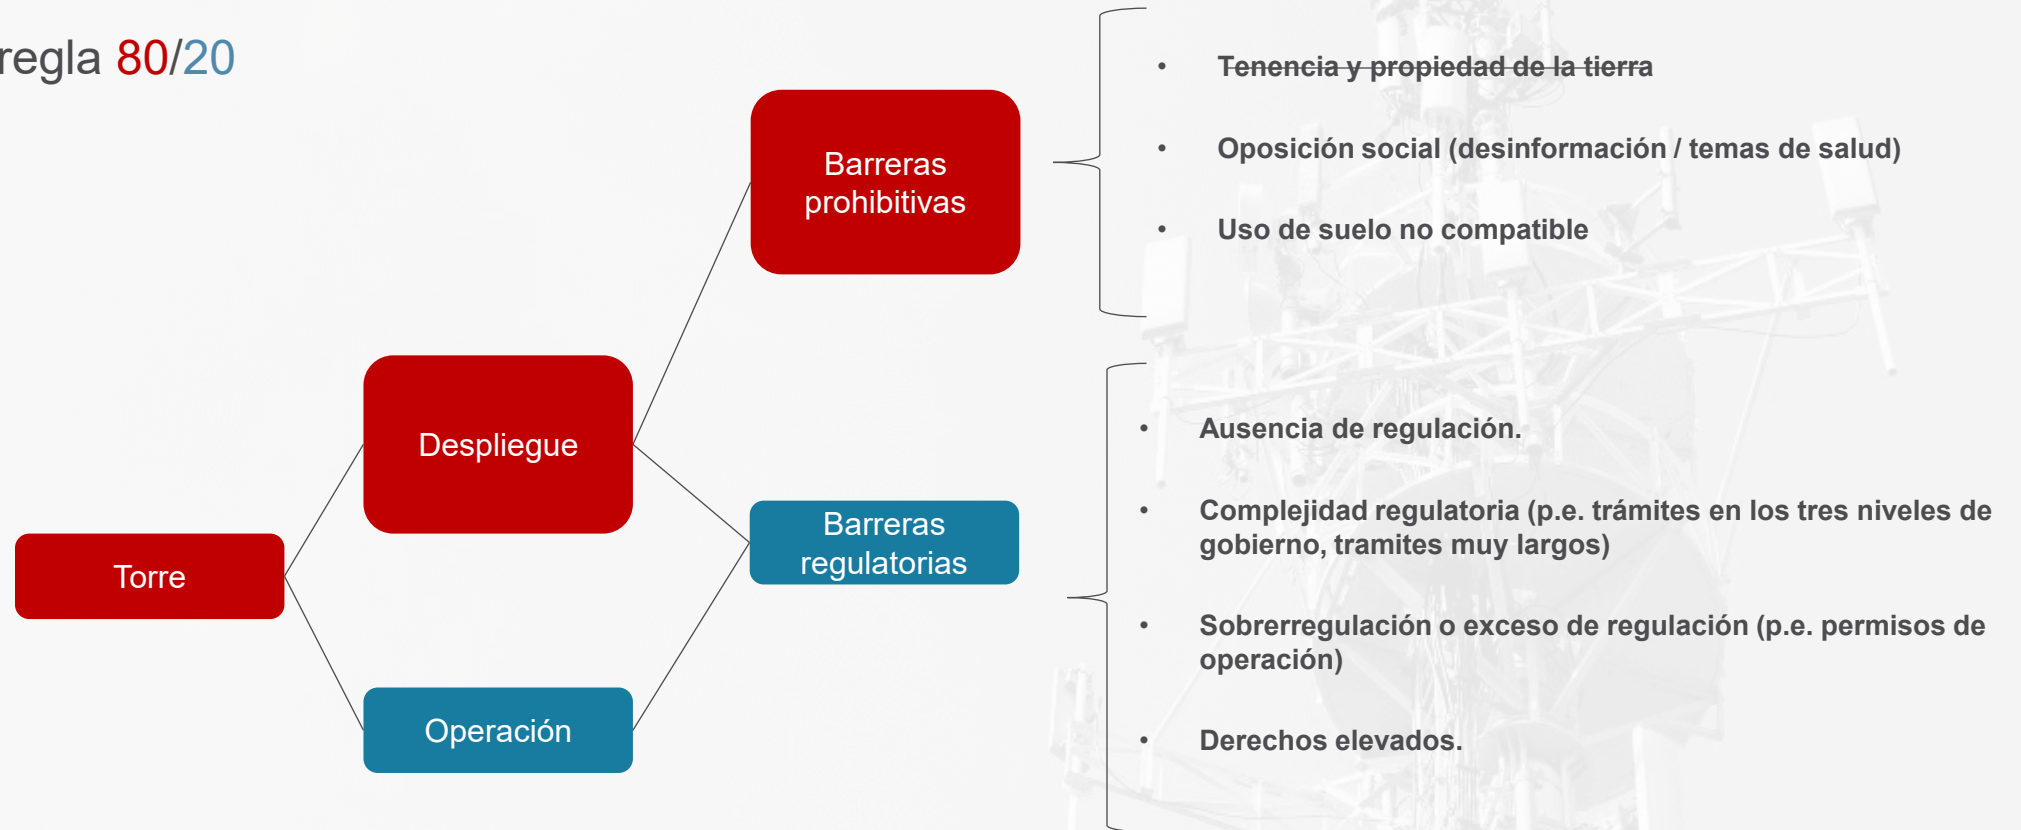 regla 80/20
Barreras
prohibitivas
• Tenencia y propiedad de la tierra
• Oposición social (desinformación / temas de salud)
• Uso de suelo no compatible
Despliegue
Torre
Operación
Barreras
regulatorias
• Ausencia de regulación.
• Complejidad regulatoria (p.e. trámites en los tres niveles de
gobierno, tramites muy largos)
• Sobrerregulación o exceso de regulación (p.e. permisos de
operación)
• Derechos elevados.